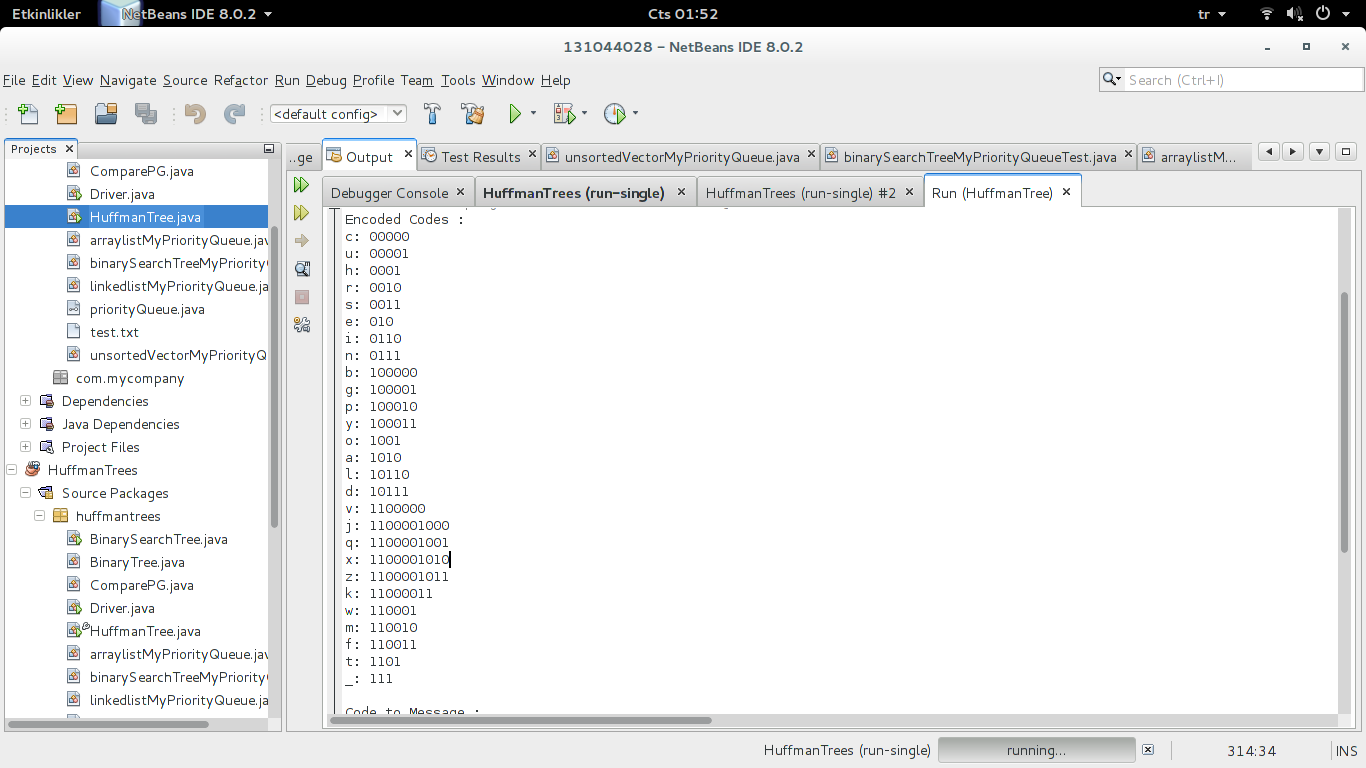 Etkinlikler NetBeans IDE 8.0.2 Cts 01:52 tr
131044028 - NetBeans IDE 8.0.2
File Edit View Navigate Source Refactor Run Debug Profile Team Tools Window Help
Search (Ctrl+I)
<default config>
Projects
ComparePG.java
Driver.java
HuffmanTree.java
arraylistMyPriorityQueue.jav
binarySearchTreeMyPriorityQ
linkedlistMyPriorityQueue.ja
priorityQueue.java
test.txt
unsortedVectorMyPriorityQ
com.mycompany
Dependencies
Java Dependencies
Project Files
HuffmanTrees
Source Packages
huffmantrees
BinarySearchTree.java
BinaryTree.java
ComparePG.java
Driver.java
HuffmanTree.java
arraylistMyPriorityQueue.jav
binarySearchTreeMyPriorityQ
linkedlistMyPriorityQueue.ja
..ge Output Test Results unsortedVectorMyPriorityQueue.java binarySearchTreeMyPriorityQueueTest.java arraylistM...
Debugger Console HuffmanTrees (run-single) HuffmanTrees (run-single) #2 Run (HuffmanTree)
Encoded Codes :
c: 00000
u: 00001
h: 0001
r: 0010
s: 0011
e: 010
i: 0110
n: 0111
b: 100000
g: 100001
p: 100010
y: 100011
o: 1001
a: 1010
l: 10110
d: 10111
v: 1100000
j: 1100001000
q: 1100001001
x: 1100001010
z: 1100001011
k: 11000011
w: 110001
m: 110010
f: 110011
t: 1101
_: 111
Code to Message :
HuffmanTrees (run-single) running... 314:34 INS